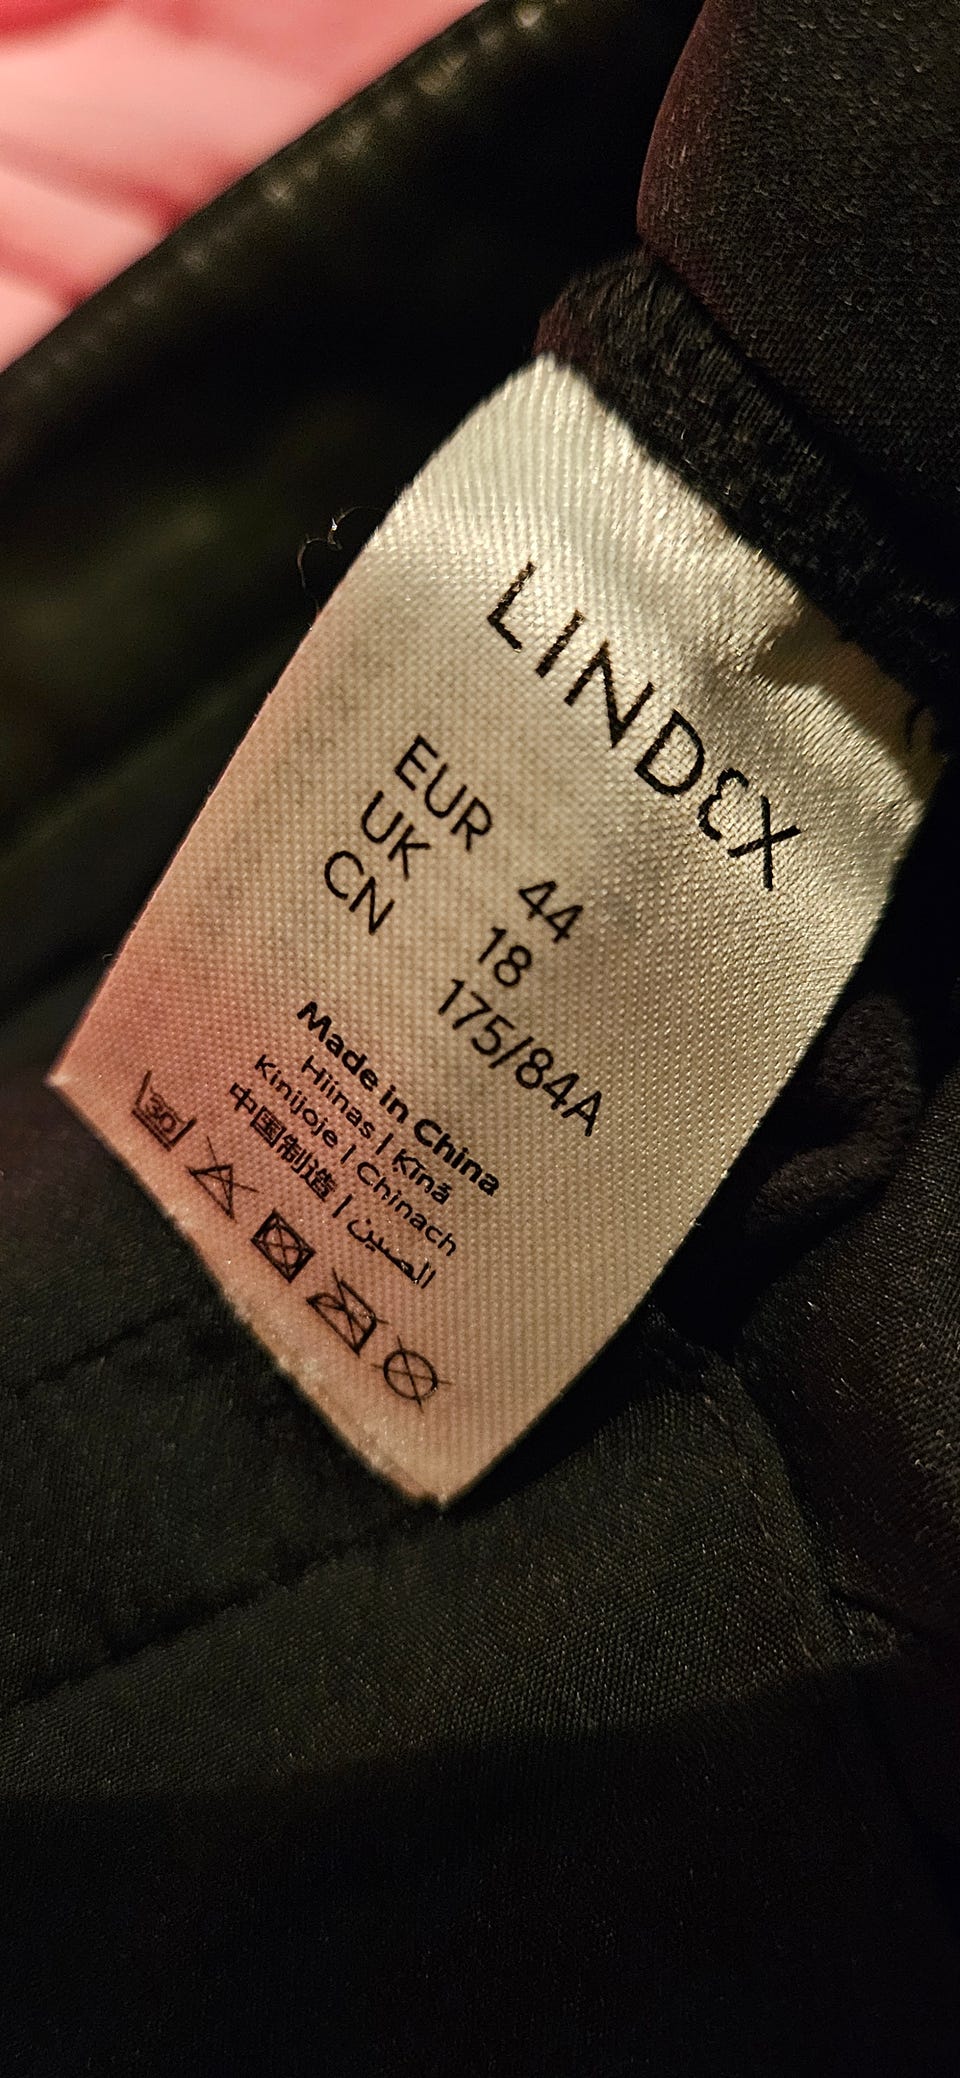 LINDEX
EUR 44
UK 18
CN 175/84A
Made in China
Hiinas | Ķīnā
Kinijoje | Chinach
中国制造 | الصين
30